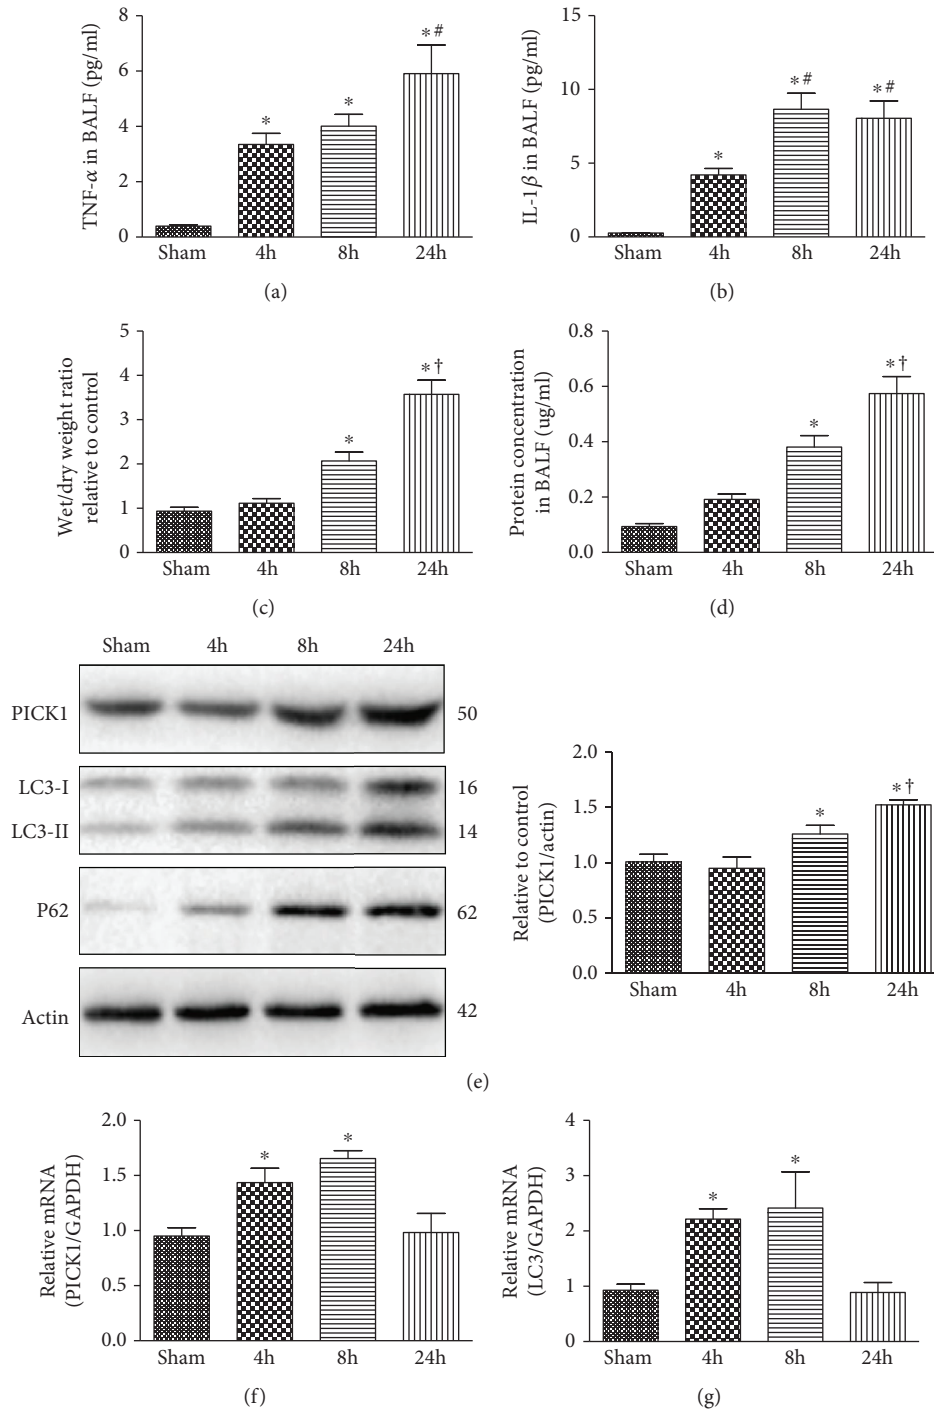 TNF-α in BALF (pg/ml)
8
6
4
2
0
*
*
*#
Sham 4h 8h 24h
(a)
IL-1β in BALF (pg/ml)
15
10
5
0
*
*#
*#
Sham 4h 8h 24h
(b)
Wet/dry weight ratio
relative to control
5
4
3
2
1
0
*
*†
Sham 4h 8h 24h
(c)
Protein concentration
in BALF (ug/ml)
0.8
0.6
0.4
0.2
0.0
*
*†
Sham 4h 8h 24h
(d)
Sham 4h 8h 24h
PICK1 50
LC3-I 16
LC3-II 14
P62 62
Actin 42
Relative to control
(PICK1/actin)
2.0
1.5
1.0
0.5
0.0
*
*†
Sham 4h 8h 24h
(e)
Relative mRNA
(PICK1/GAPDH)
2.0
1.5
1.0
0.5
0.0
*
*
Sham 4h 8h 24h
(f)
Relative mRNA
(LC3/GAPDH)
4
3
2
1
0
*
*
Sham 4h 8h 24h
(g)